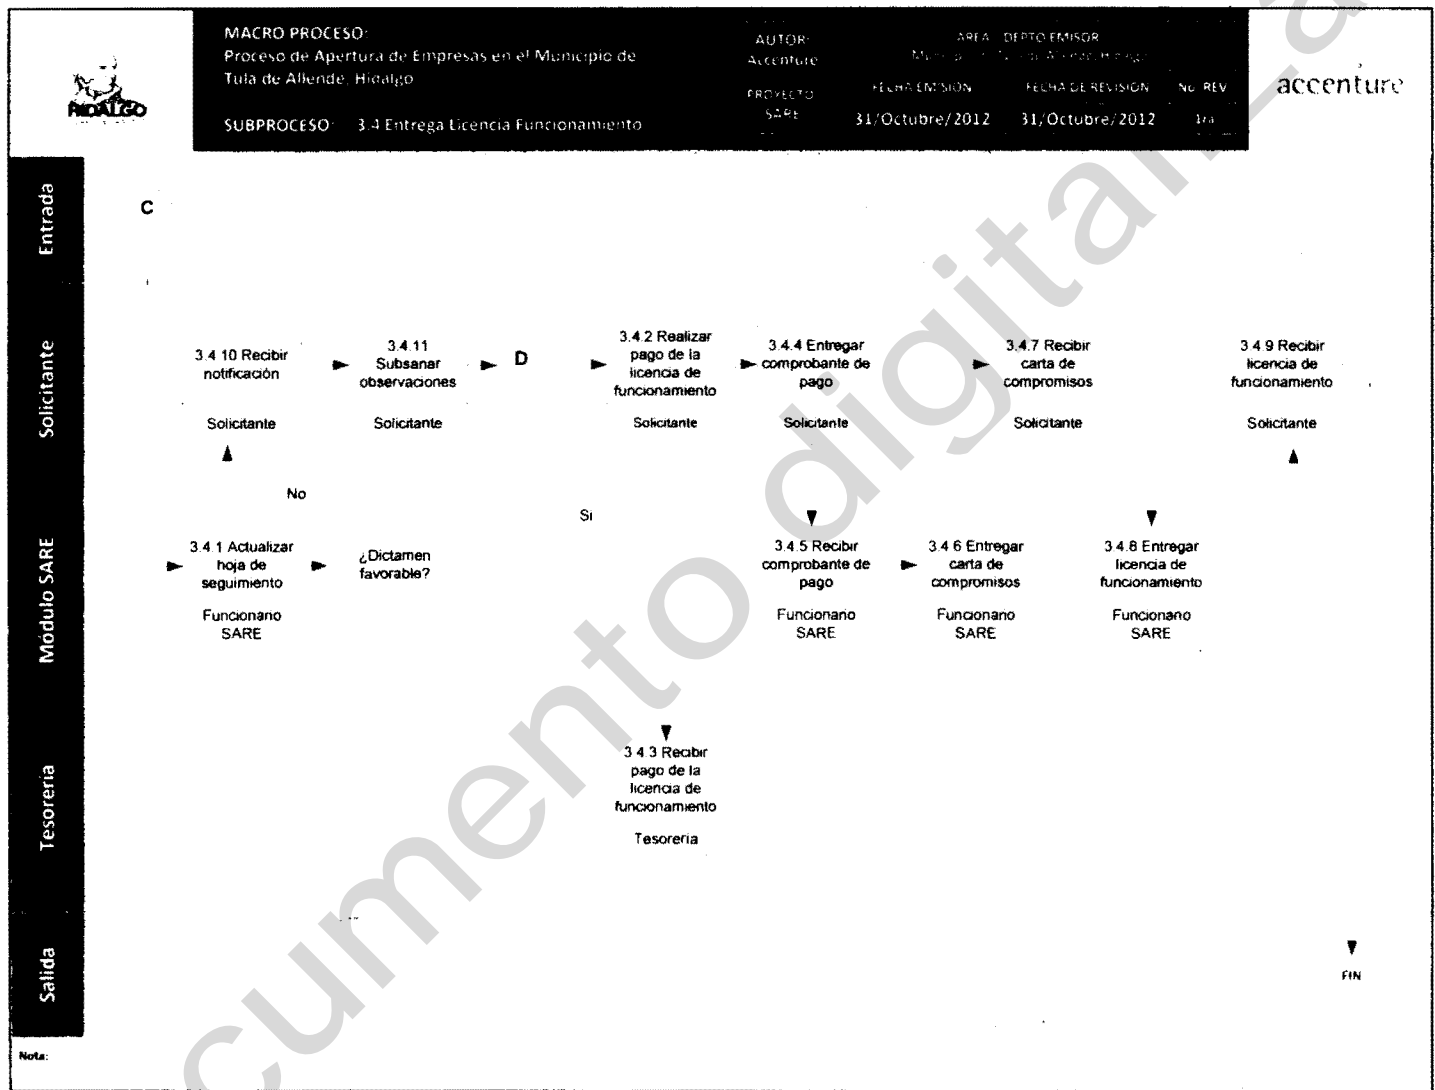 HIDALGO
MACRO PROCESO:
Proceso de Apertura de Empresas en el Municipio de
Tula de Allende, Hidalgo
SUBPROCESO: 3.4 Entrega Licencia Funcionamiento
AUTOR:
Accenture
PROYECTO
SARE
AREA DEPTO EMISOR
FECHA EMISIÓN
31/Octubre/2012
FECHA DE REVISIÓN
31/Octubre/2012
No. REV
1ra
accenture
Entrada
C
Solicitante
3.4.10 Recibir
notificación
Solicitante
3.4.11
Subsanar
observaciones
Solicitante
D
3.4.2 Realizar
pago de la
licencia de
funcionamiento
Solicitante
3.4.4 Entregar
comprobante de
pago
Solicitante
3.4.7 Recibir
carta de
compromisos
Solicitante
3.4.9 Recibir
licencia de
funcionamiento
Solicitante
No
Si
Módulo SARE
3.4.1 Actualizar
hoja de
seguimiento
Funcionario
SARE
¿Dictamen
favorable?
3.4.5 Recibir
comprobante de
pago
Funcionario
SARE
3.4.6 Entregar
carta de
compromisos
Funcionario
SARE
3.4.8 Entregar
licencia de
funcionamiento
Funcionario
SARE
Tesorería
3.4.3 Recibir
pago de la
licencia de
funcionamiento
Tesoreria
Salida
FIN
Nota:
cumento digital